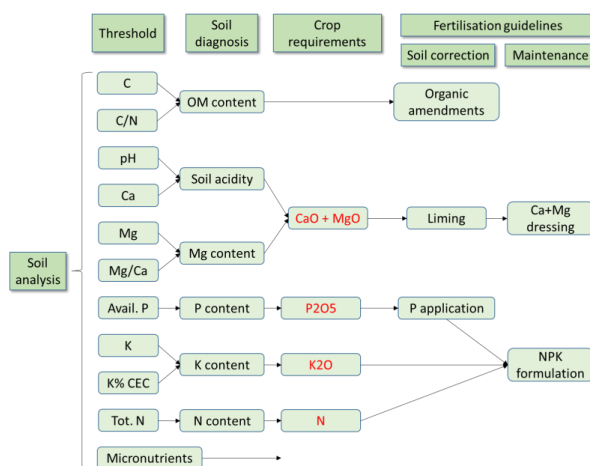 Threshold
Soil
diagnosis
Crop
requirements
Fertilisation guidelines
Soil correction
Maintenance
C
C/N
OM content
Organic
amendments
pH
Ca
Soil acidity
Mg
Mg/Ca
Mg content
CaO + MgO
Liming
Ca+Mg
dressing
Soil
analysis
Avail. P
P content
P2O5
P application
K
K% CEC
K content
K2O
NPK
formulation
Tot. N
N content
N
Micronutrients